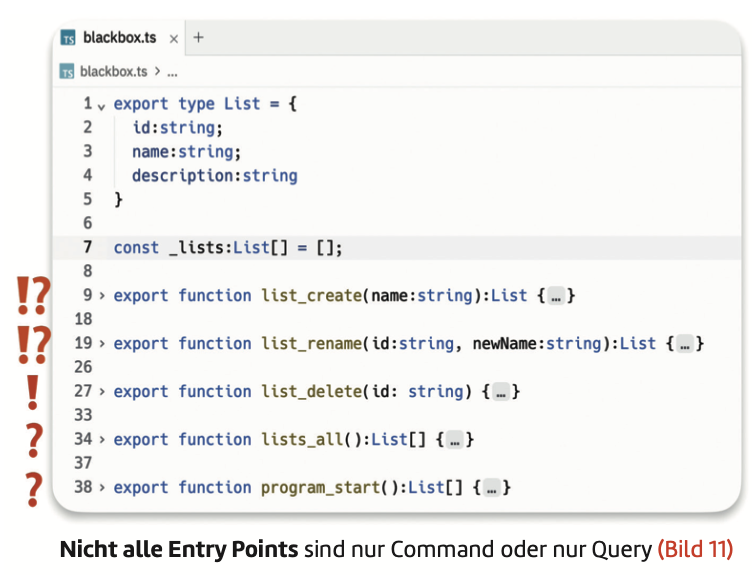 TS blackbox.ts × +
TS blackbox.ts > ...
1 export type List = {
2 id:string;
3 name:string;
4 description:string
5 }
6
7 const _lists:List[] = [];
8
!? 9 > export function list_create(name:string):List {…}
18
!? 19 > export function list_rename(id:string, newName:string):List {…}
26
! 27 > export function list_delete(id: string) {…}
33
? 34 > export function lists_all():List[] {…}
37
? 38 > export function program_start():List[] {…}
Nicht alle Entry Points sind nur Command oder nur Query (Bild 11)